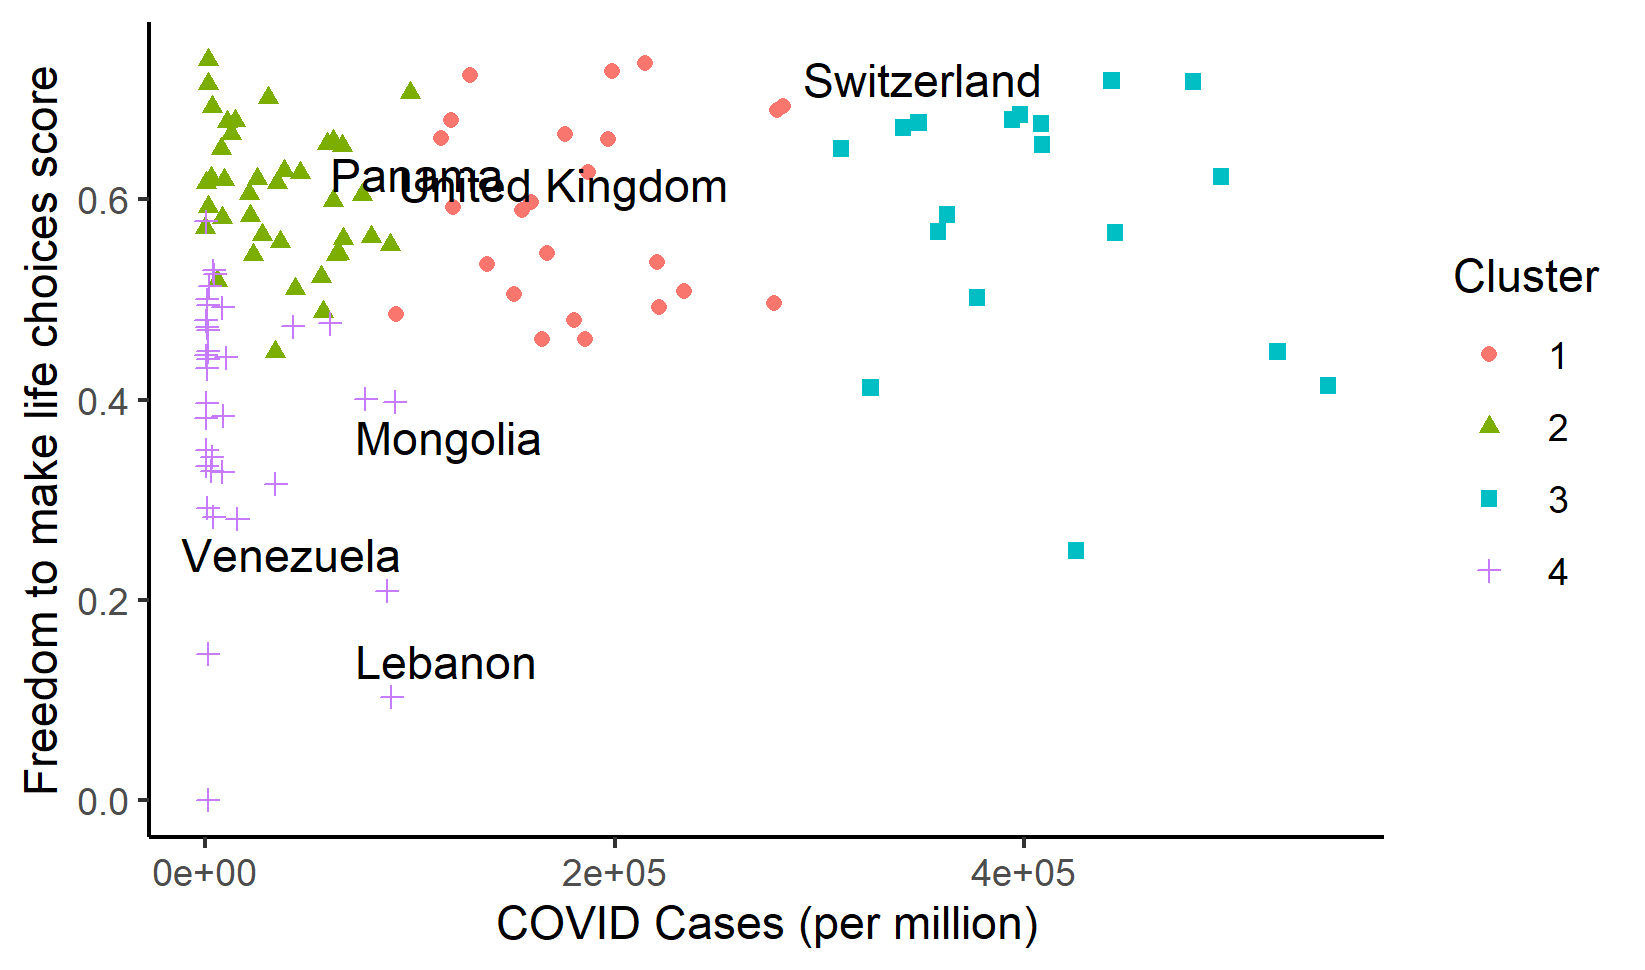 Freedom to make life choices score
0.6
0.4
0.2
0.0
Switzerland
Panama
United Kingdom
Mongolia
Venezuela
Lebanon
0e+00
2e+05
4e+05
COVID Cases (per million)
Cluster
1
2
3
4